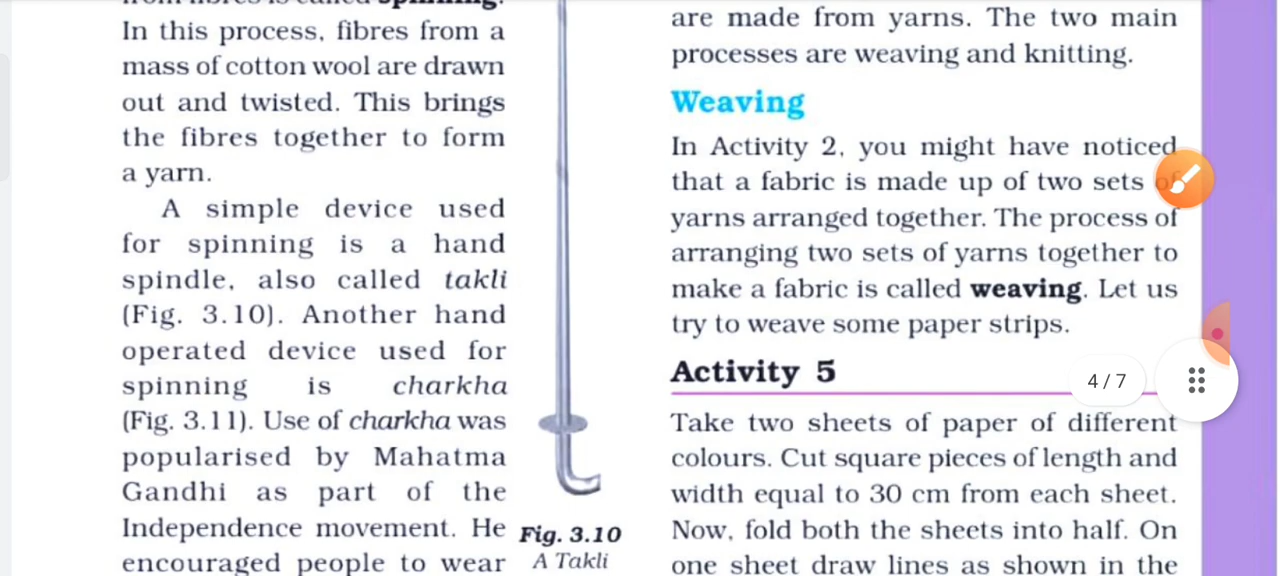 spinning.
In this process, fibres from a
mass of cotton wool are drawn
out and twisted. This brings
the fibres together to form
a yarn.
A simple device used
for spinning is a hand
spindle, also called takli
(Fig. 3.10). Another hand
operated device used for
spinning is charkha
(Fig. 3.11). Use of charkha was
popularised by Mahatma
Gandhi as part of the
Independence movement. He
encouraged people to wear
Fig. 3.10
A Takli
are made from yarns. The two main
processes are weaving and knitting.
Weaving
In Activity 2, you might have noticed
that a fabric is made up of two sets of
yarns arranged together. The process of
arranging two sets of yarns together to
make a fabric is called weaving. Let us
try to weave some paper strips.
Activity 5
4 / 7
Take two sheets of paper of different
colours. Cut square pieces of length and
width equal to 30 cm from each sheet.
Now, fold both the sheets into half. On
one sheet draw lines as shown in the